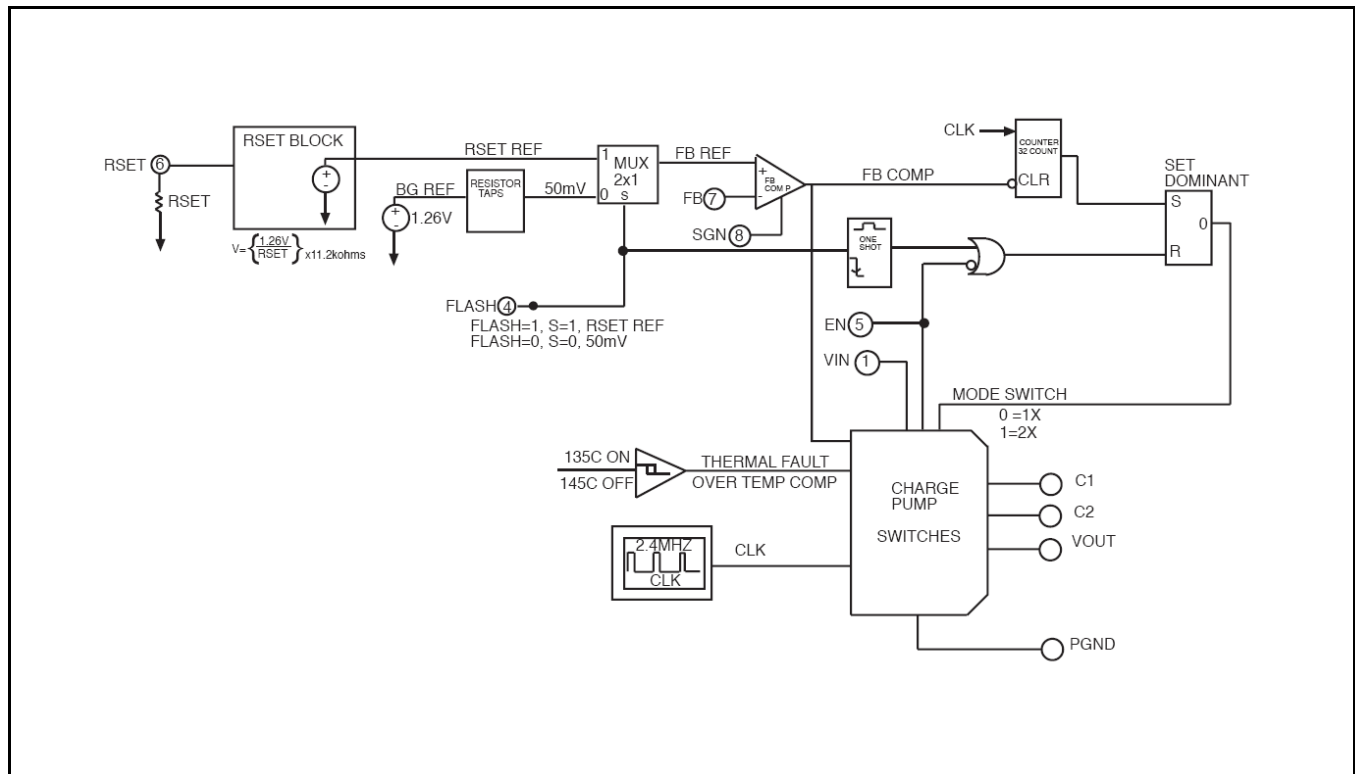 RSET 6
RSET
RSET BLOCK
+
-
V= { 1.26V / RSET } x11.2kohms
RSET REF
BG REF
+
-
1.26V
RESISTOR
TAPS
50mV
1
0
MUX
2x1
s
FB REF
+
-
FB
COM P
FB 7
SGN 8
FB COMP
CLK
COUNTER
32 COUNT
CLR
SET
DOMINANT
S
0
R
ONE
SHOT
FLASH 4
FLASH=1, S=1, RSET REF
FLASH=0, S=0, 50mV
EN 5
VIN 1
MODE SWITCH
0 =1X
1=2X
135C ON
145C OFF
THERMAL FAULT
OVER TEMP COMP
CHARGE
PUMP
SWITCHES
C1
C2
VOUT
2.4MHZ
CLK
CLK
PGND